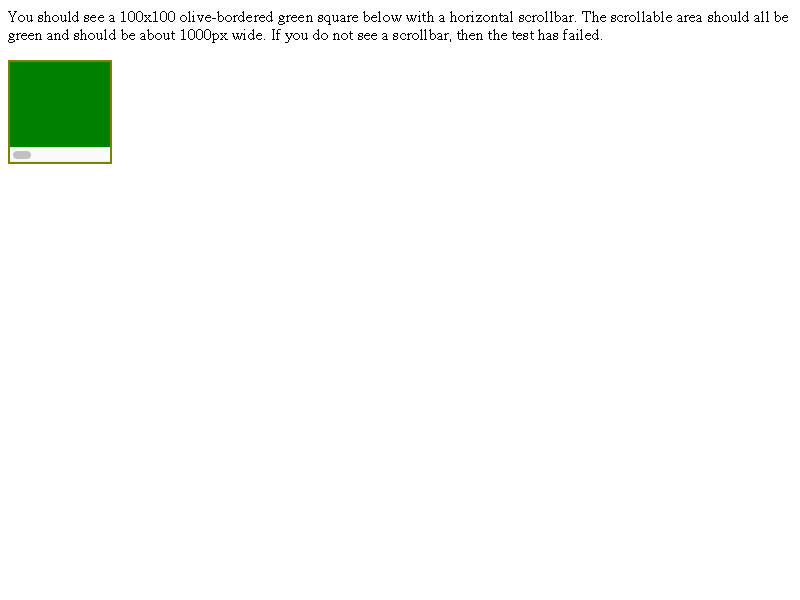 You should see a 100x100 olive-bordered green square below with a horizontal scrollbar. The scrollable area should all be
green and should be about 1000px wide. If you do not see a scrollbar, then the test has failed.